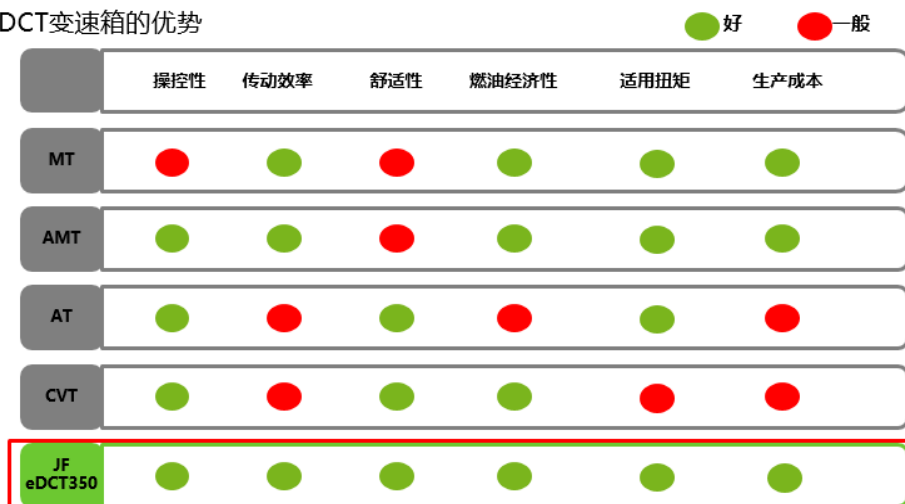 DCT变速箱的优势
好 一般
操控性 传动效率 舒适性 燃油经济性 适用扭矩 生产成本
MT
AMT
AT
CVT
JF
eDCT350